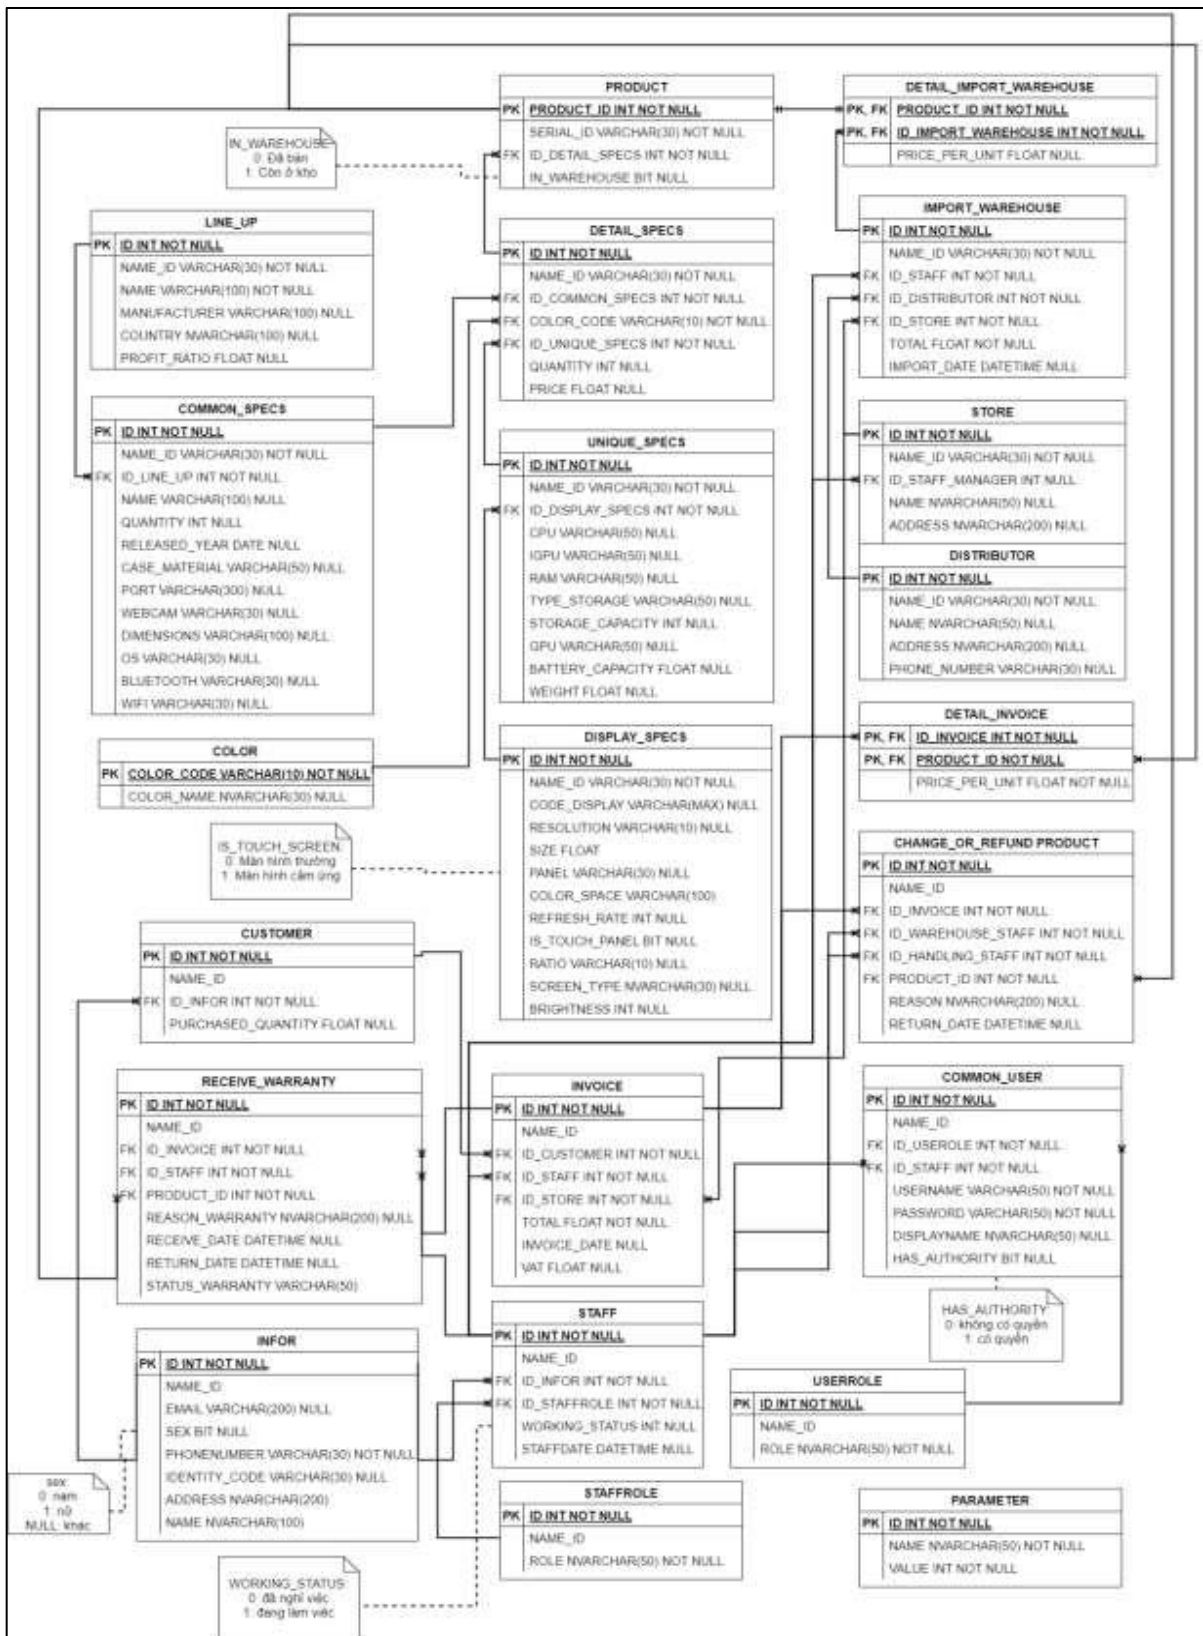 PRODUCT
PK PRODUCT_ID INT NOT NULL
SERIAL_ID VARCHAR(30) NOT NULL
FK ID_DETAIL_SPECS INT NOT NULL
IN_WAREHOUSE BIT NULL
DETAIL_IMPORT_WAREHOUSE
PK, FK PRODUCT_ID INT NOT NULL
PK, FK ID_IMPORT_WAREHOUSE INT NOT NULL
PRICE_PER_UNIT FLOAT NULL
IN_WAREHOUSE
0: Đã bán
1: Còn ở kho
LINE_UP
PK ID INT NOT NULL
NAME_ID VARCHAR(30) NOT NULL
NAME VARCHAR(100) NOT NULL
MANUFACTURER VARCHAR(100) NULL
COUNTRY NVARCHAR(100) NULL
PROFIT_RATIO FLOAT NULL
DETAIL_SPECS
PK ID INT NOT NULL
NAME_ID VARCHAR(30) NOT NULL
FK ID_COMMON_SPECS INT NOT NULL
FK COLOR_CODE VARCHAR(10) NOT NULL
FK ID_UNIQUE_SPECS INT NOT NULL
QUANTITY INT NULL
PRICE FLOAT NULL
IMPORT_WAREHOUSE
PK ID INT NOT NULL
NAME_ID VARCHAR(30) NOT NULL
FK ID_STAFF INT NOT NULL
FK ID_DISTRIBUTOR INT NOT NULL
FK ID_STORE INT NOT NULL
TOTAL FLOAT NOT NULL
IMPORT_DATE DATETIME NULL
COMMON_SPECS
PK ID INT NOT NULL
NAME_ID VARCHAR(30) NOT NULL
FK ID_LINE_UP INT NOT NULL
NAME VARCHAR(100) NULL
QUANTITY INT NULL
RELEASED_YEAR DATE NULL
CASE_MATERIAL VARCHAR(50) NULL
PORT VARCHAR(300) NULL
WEBCAM VARCHAR(30) NULL
DIMENSIONS VARCHAR(100) NULL
OS VARCHAR(30) NULL
BLUETOOTH VARCHAR(30) NULL
WIFI VARCHAR(30) NULL
UNIQUE_SPECS
PK ID INT NOT NULL
NAME_ID VARCHAR(30) NOT NULL
FK ID_DISPLAY_SPECS INT NOT NULL
CPU VARCHAR(50) NULL
IGPU VARCHAR(50) NULL
RAM VARCHAR(50) NULL
TYPE_STORAGE VARCHAR(50) NULL
STORAGE_CAPACITY INT NULL
GPU VARCHAR(50) NULL
BATTERY_CAPACITY FLOAT NULL
WEIGHT FLOAT NULL
STORE
PK ID INT NOT NULL
NAME_ID VARCHAR(30) NOT NULL
FK ID_STAFF_MANAGER INT NULL
NAME NVARCHAR(50) NULL
ADDRESS NVARCHAR(200) NULL
DISTRIBUTOR
PK ID INT NOT NULL
NAME_ID VARCHAR(30) NOT NULL
NAME NVARCHAR(50) NULL
ADDRESS NVARCHAR(200) NULL
PHONE_NUMBER VARCHAR(30) NULL
COLOR
PK COLOR_CODE VARCHAR(10) NOT NULL
COLOR_NAME NVARCHAR(30) NULL
DISPLAY_SPECS
PK ID INT NOT NULL
NAME_ID VARCHAR(30) NOT NULL
CODE_DISPLAY VARCHAR(MAX) NULL
RESOLUTION VARCHAR(10) NULL
SIZE FLOAT
PANEL VARCHAR(30) NULL
COLOR_SPACE VARCHAR(100)
REFRESH_RATE INT NULL
IS_TOUCH_PANEL BIT NULL
RATIO VARCHAR(10) NULL
SCREEN_TYPE NVARCHAR(30) NULL
BRIGHTNESS INT NULL
DETAIL_INVOICE
PK, FK ID_INVOICE INT NOT NULL
PK, FK PRODUCT_ID NOT NULL
PRICE_PER_UNIT FLOAT NOT NULL
IS_TOUCH_SCREEN
0: Màn hình thường
1: Màn hình cảm ứng
CHANGE_OR_REFUND PRODUCT
PK ID INT NOT NULL
NAME_ID
FK ID_INVOICE INT NOT NULL
FK ID_WAREHOUSE_STAFF INT NOT NULL
FK ID_HANDLING_STAFF INT NOT NULL
FK PRODUCT_ID INT NOT NULL
REASON NVARCHAR(200) NULL
RETURN_DATE DATETIME NULL
CUSTOMER
PK ID INT NOT NULL
NAME_ID
FK ID_INFOR INT NOT NULL
PURCHASED_QUANTITY FLOAT NULL
RECEIVE_WARRANTY
PK ID INT NOT NULL
NAME_ID
FK ID_INVOICE INT NOT NULL
FK ID_STAFF INT NOT NULL
FK PRODUCT_ID INT NOT NULL
REASON_WARRANTY NVARCHAR(200) NULL
RECEIVE_DATE DATETIME NULL
RETURN_DATE DATETIME NULL
STATUS_WARRANTY VARCHAR(50)
INVOICE
PK ID INT NOT NULL
NAME_ID
FK ID_CUSTOMER INT NOT NULL
FK ID_STAFF INT NOT NULL
FK ID_STORE INT NOT NULL
TOTAL FLOAT NOT NULL
INVOICE_DATE NULL
VAT FLOAT NULL
COMMON_USER
PK ID INT NOT NULL
NAME_ID
FK ID_USEROLE INT NOT NULL
FK ID_STAFF INT NOT NULL
USERNAME VARCHAR(50) NOT NULL
PASSWORD VARCHAR(50) NOT NULL
DISPLAYNAME NVARCHAR(50) NULL
HAS_AUTHORITY BIT NULL
HAS_AUTHORITY
0: không có quyền
1: có quyền
INFOR
PK ID INT NOT NULL
NAME_ID
EMAIL VARCHAR(200) NULL
SEX BIT NULL
PHONENUMBER VARCHAR(30) NOT NULL
IDENTITY_CODE VARCHAR(30) NULL
ADDRESS NVARCHAR(200)
NAME NVARCHAR(100)
STAFF
PK ID INT NOT NULL
NAME_ID
FK ID_INFOR INT NOT NULL
FK ID_STAFFROLE INT NOT NULL
WORKING_STATUS INT NULL
STAFFDATE DATETIME NULL
USERROLE
PK ID INT NOT NULL
NAME_ID
ROLE NVARCHAR(50) NOT NULL
sex:
0: nam
1: nữ
NULL: khác
STAFFROLE
PK ID INT NOT NULL
NAME_ID
ROLE NVARCHAR(50) NOT NULL
PARAMETER
PK ID INT NOT NULL
NAME NVARCHAR(50) NOT NULL
VALUE INT NOT NULL
WORKING_STATUS
0: đã nghỉ việc
1: đang làm việc